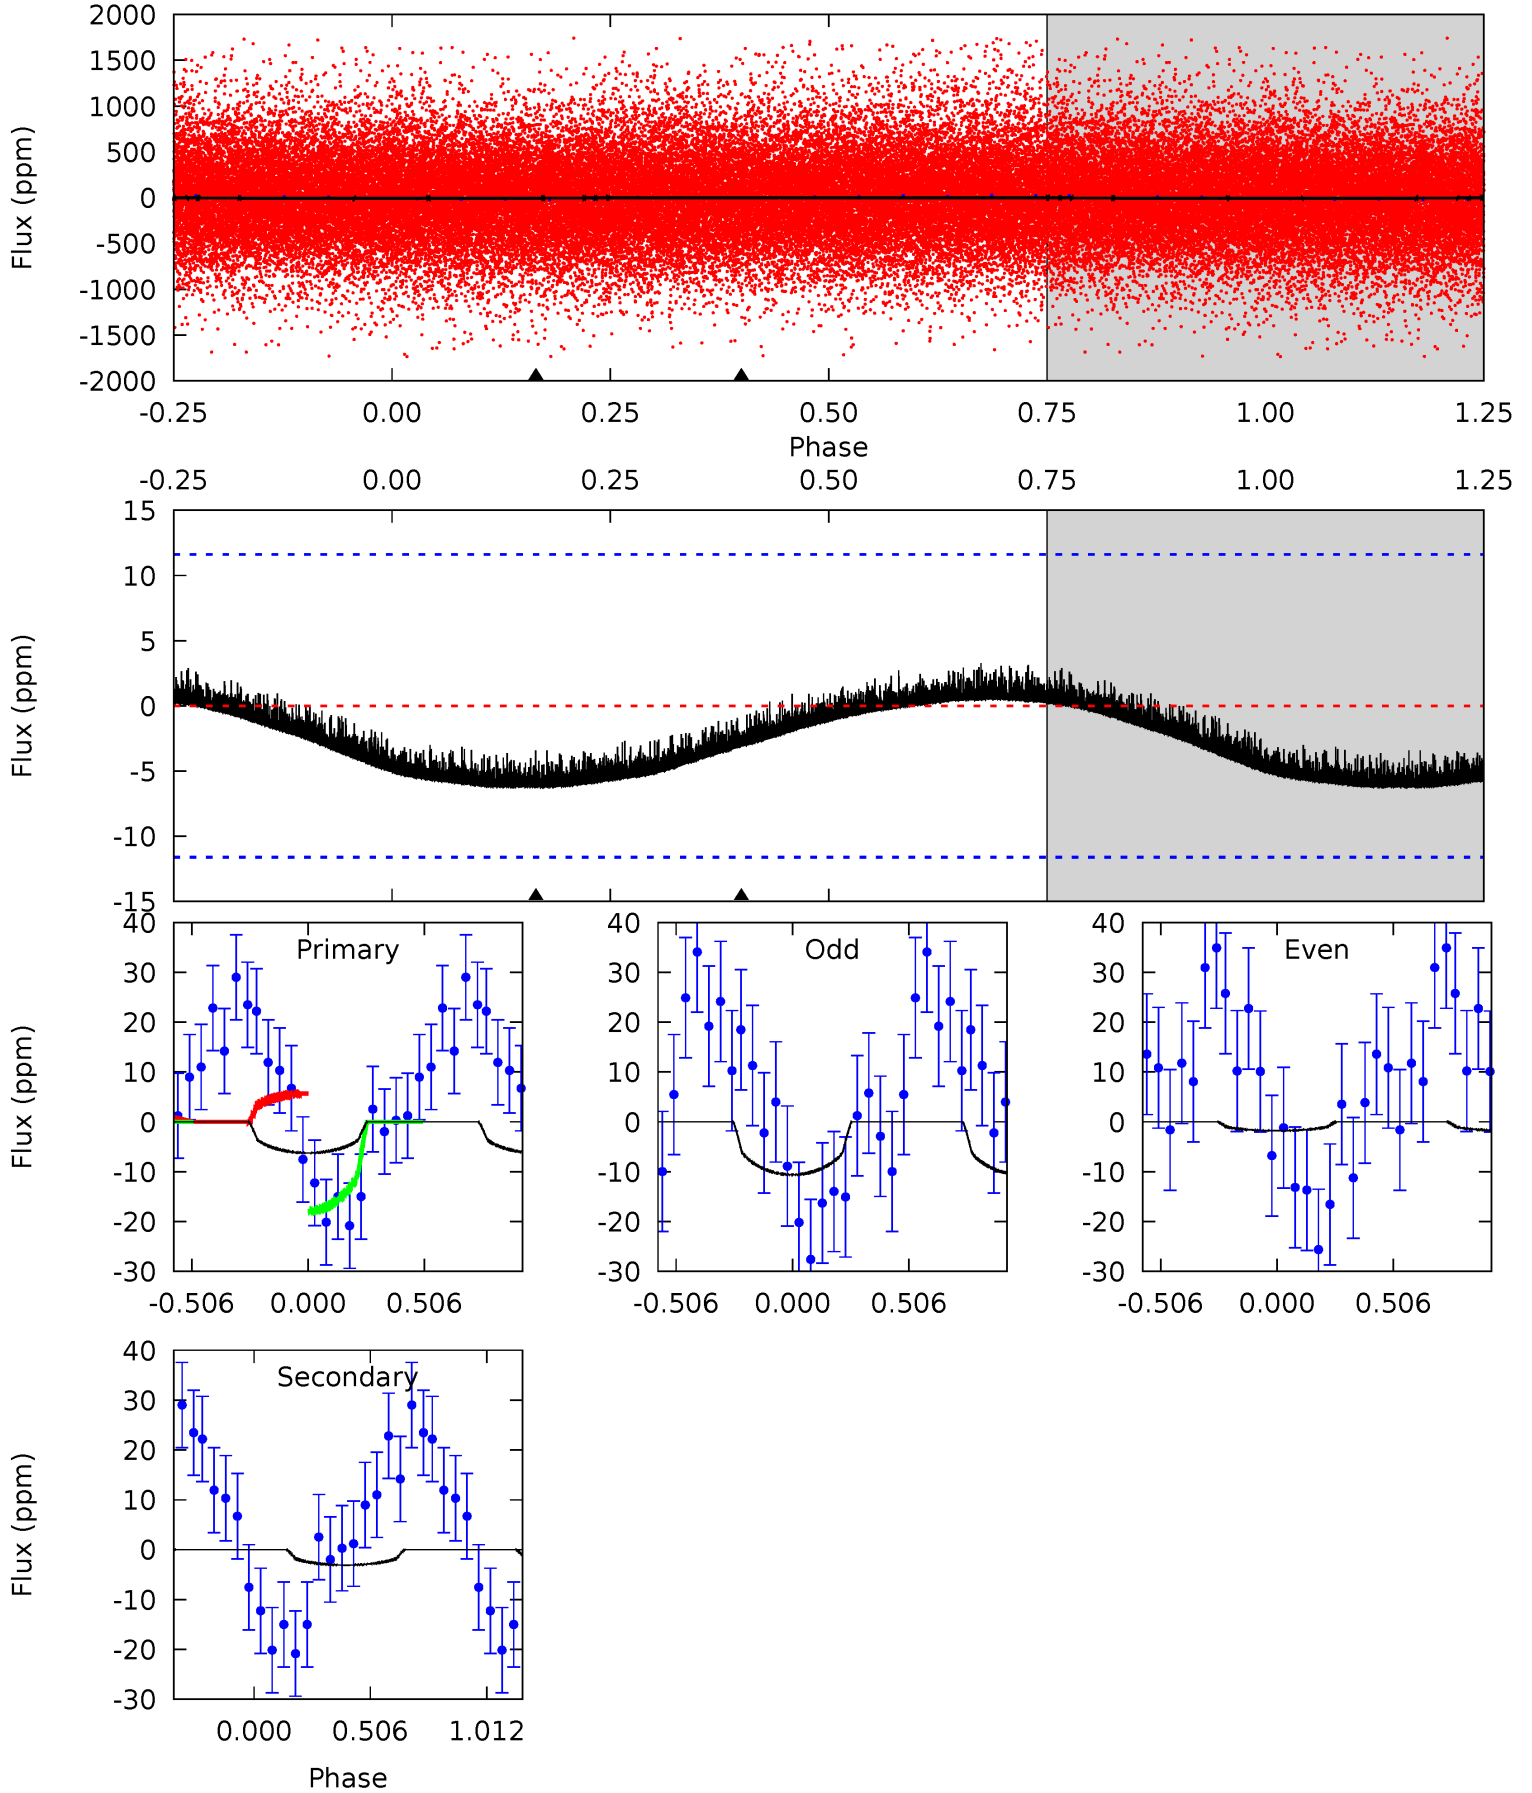 2000
1500
1000
500
0
-500
-1000
-1500
-2000
Flux (ppm)
-0.25 0.00 0.25 0.50 0.75 1.00 1.25
Phase
-0.25 0.00 0.25 0.50 0.75 1.00 1.25
15
10
5
0
-5
-10
-15
Flux (ppm)
Primary Odd Even
40 40 40
30 30 30
20 20 20
10 10 10
0 0 0
-10 -10 -10
-20 -20 -20
-30 -30 -30
Flux (ppm)
-0.506 0.000 0.506 -0.506 0.000 0.506 -0.506 0.000 0.506
Secondary
40
30
20
10
0
-10
-20
-30
Flux (ppm)
0.000 0.506 1.012
Phase